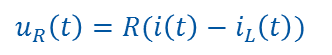 u_R(t) = R(i(t) − i_L(t))